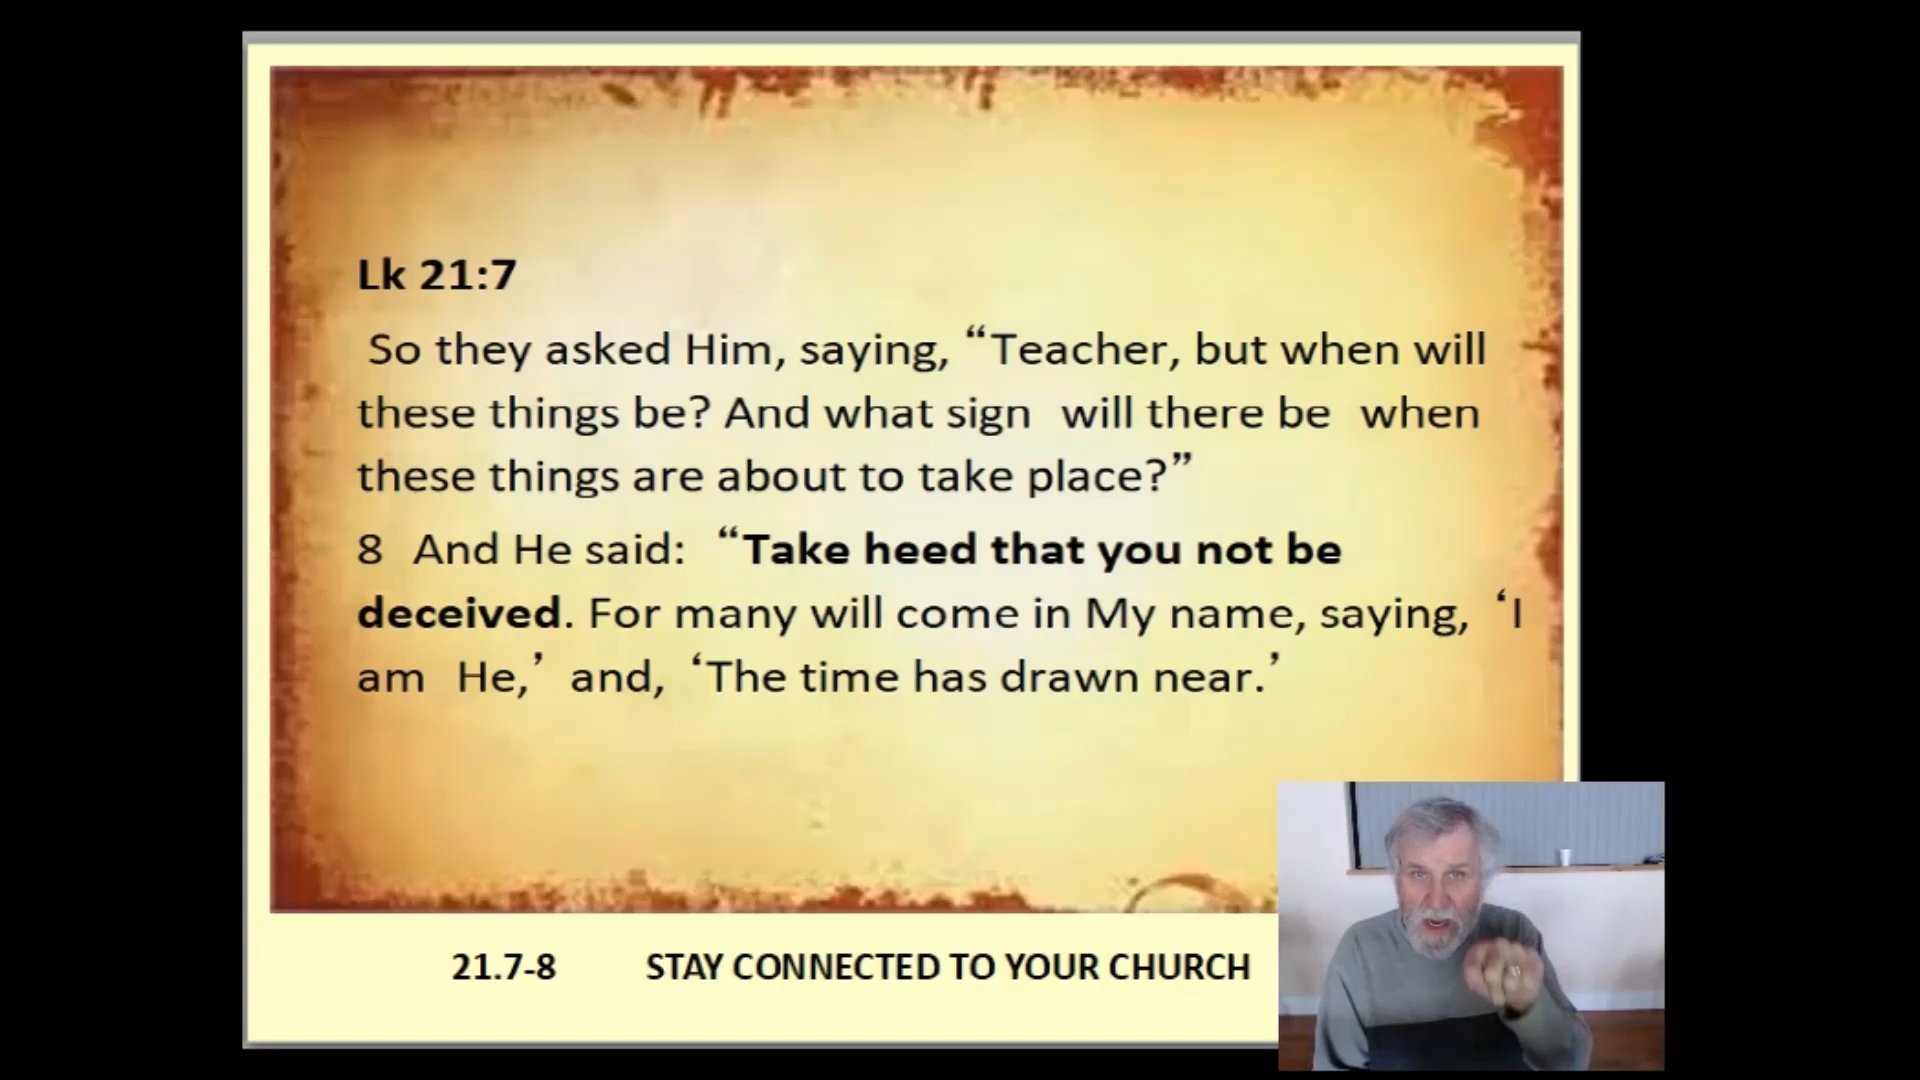 Lk 21:7
So they asked Him, saying, “Teacher, but when will
these things be? And what sign will there be when
these things are about to take place?”
8 And He said: “Take heed that you not be
deceived. For many will come in My name, saying, ‘I
am He,’ and, ‘The time has drawn near.’
21.7-8 STAY CONNECTED TO YOUR CHURCH